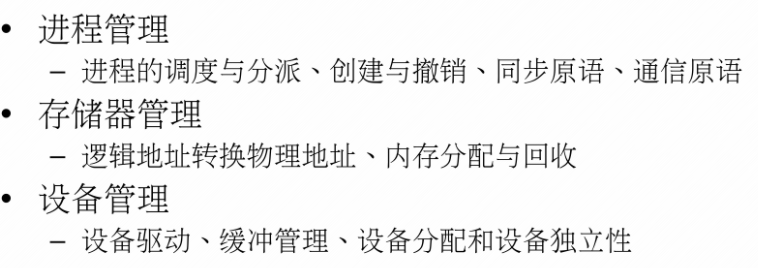 • 进程管理
– 进程的调度与分派、创建与撤销、同步原语、通信原语
• 存储器管理
– 逻辑地址转换物理地址、内存分配与回收
• 设备管理
– 设备驱动、缓冲管理、设备分配和设备独立性